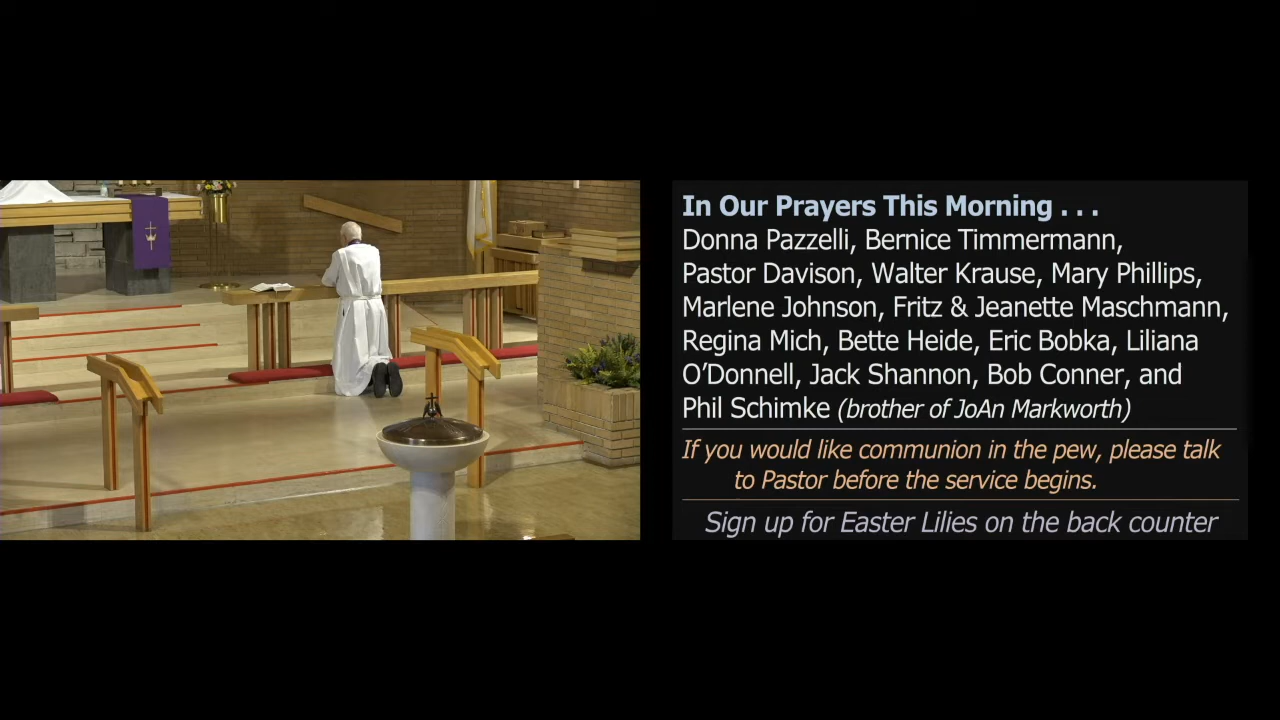 In Our Prayers This Morning . . .
Donna Pazzelli, Bernice Timmermann,
Pastor Davison, Walter Krause, Mary Phillips,
Marlene Johnson, Fritz & Jeanette Maschmann,
Regina Mich, Bette Heide, Eric Bobka, Liliana
O’Donnell, Jack Shannon, Bob Conner, and
Phil Schimke (brother of JoAn Markworth)
If you would like communion in the pew, please talk
to Pastor before the service begins.
Sign up for Easter Lilies on the back counter